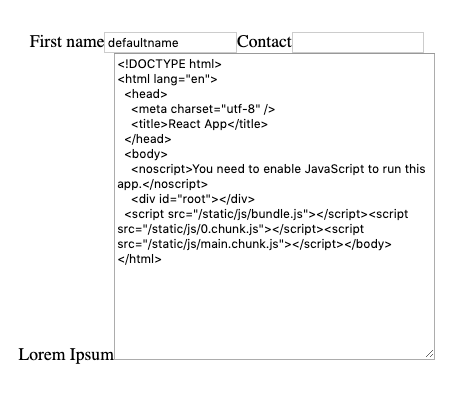 First name defaultname Contact
<!DOCTYPE html>
<html lang="en">
  <head>
    <meta charset="utf-8" />
    <title>React App</title>
  </head>
  <body>
    <noscript>You need to enable JavaScript to run this
app.</noscript>
    <div id="root"></div>
  <script src="/static/js/bundle.js"></script><script
src="/static/js/0.chunk.js"></script><script
src="/static/js/main.chunk.js"></script></body>
</html>
Lorem Ipsum